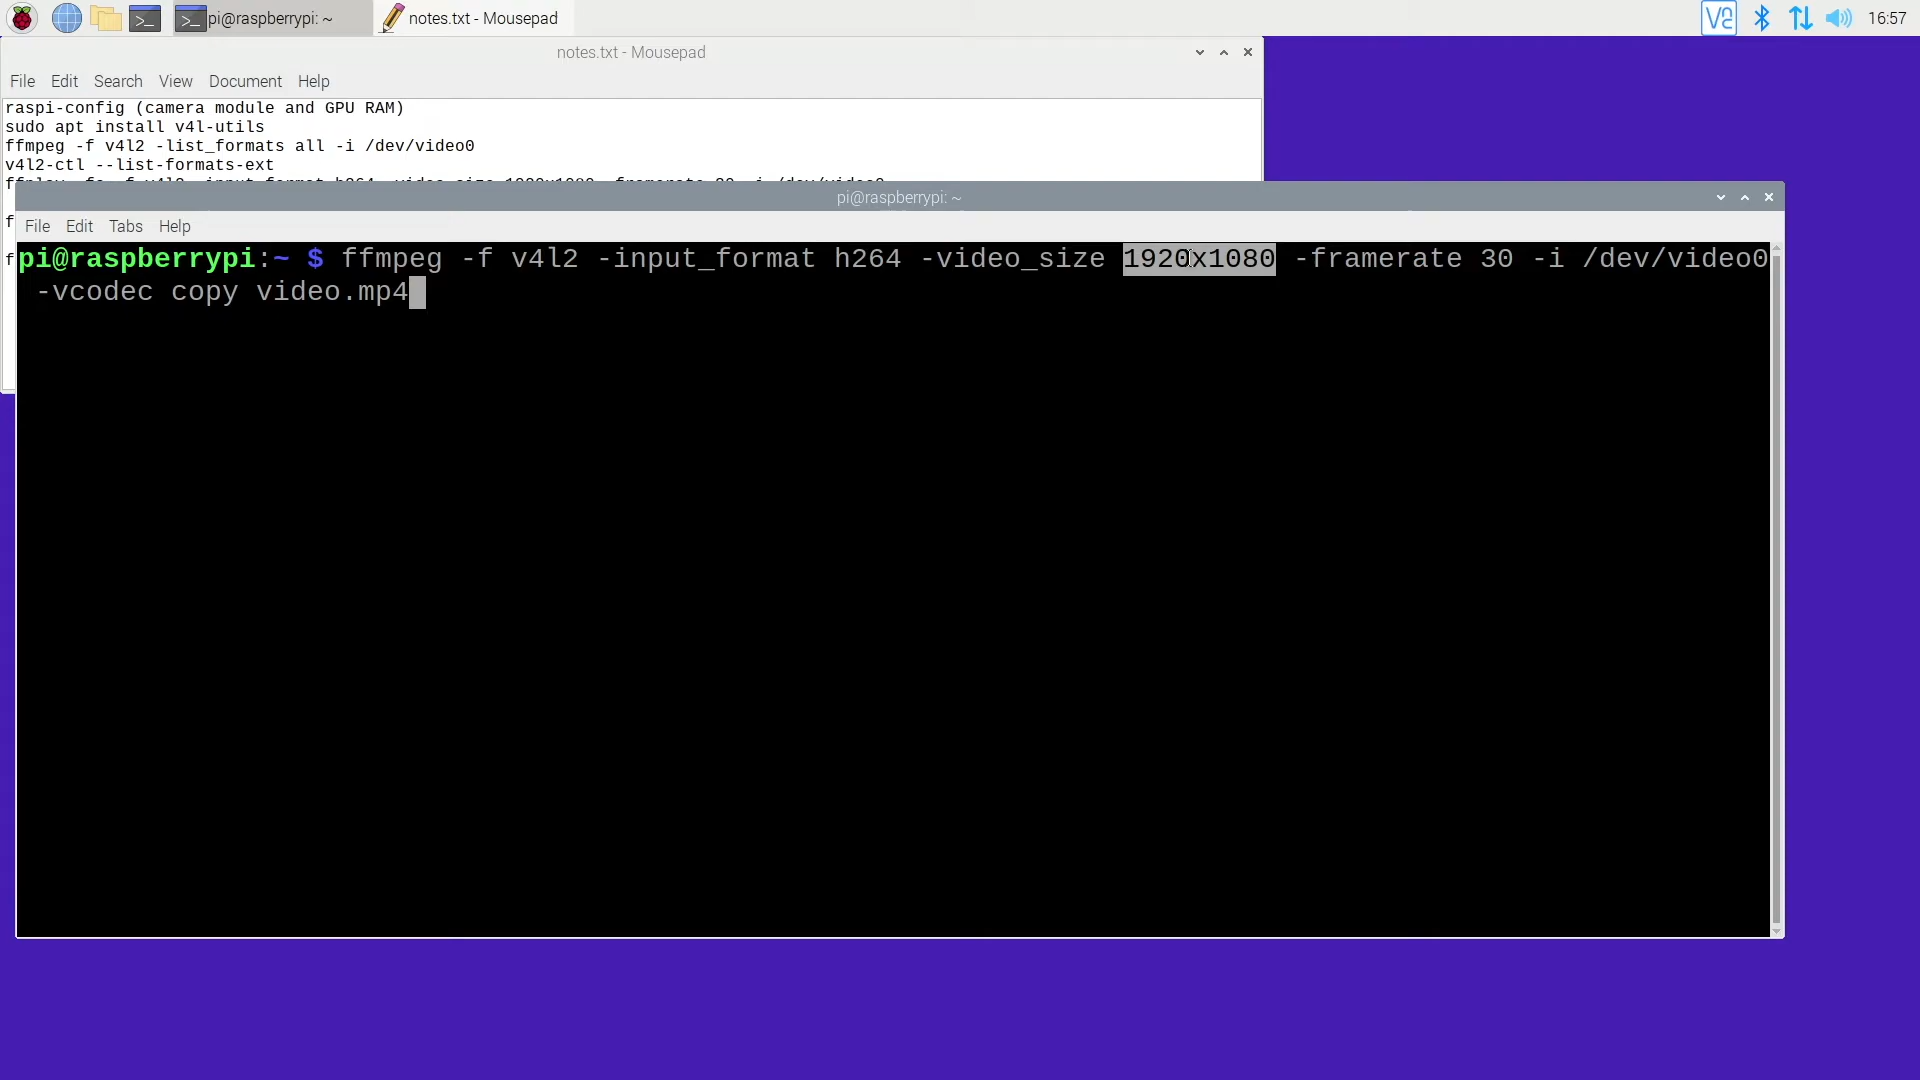 pi@raspberrypi: ~
notes.txt - Mousepad
16:57
notes.txt - Mousepad
File Edit Search View Document Help
raspi-config (camera module and GPU RAM)
sudo apt install v4l-utils
ffmpeg -f v4l2 -list_formats all -i /dev/video0
v4l2-ctl --list-formats-ext
pi@raspberrypi: ~
File Edit Tabs Help
pi@raspberrypi:~ $ ffmpeg -f v4l2 -input_format h264 -video_size 1920x1080 -framerate 30 -i /dev/video0
-vcodec copy video.mp4